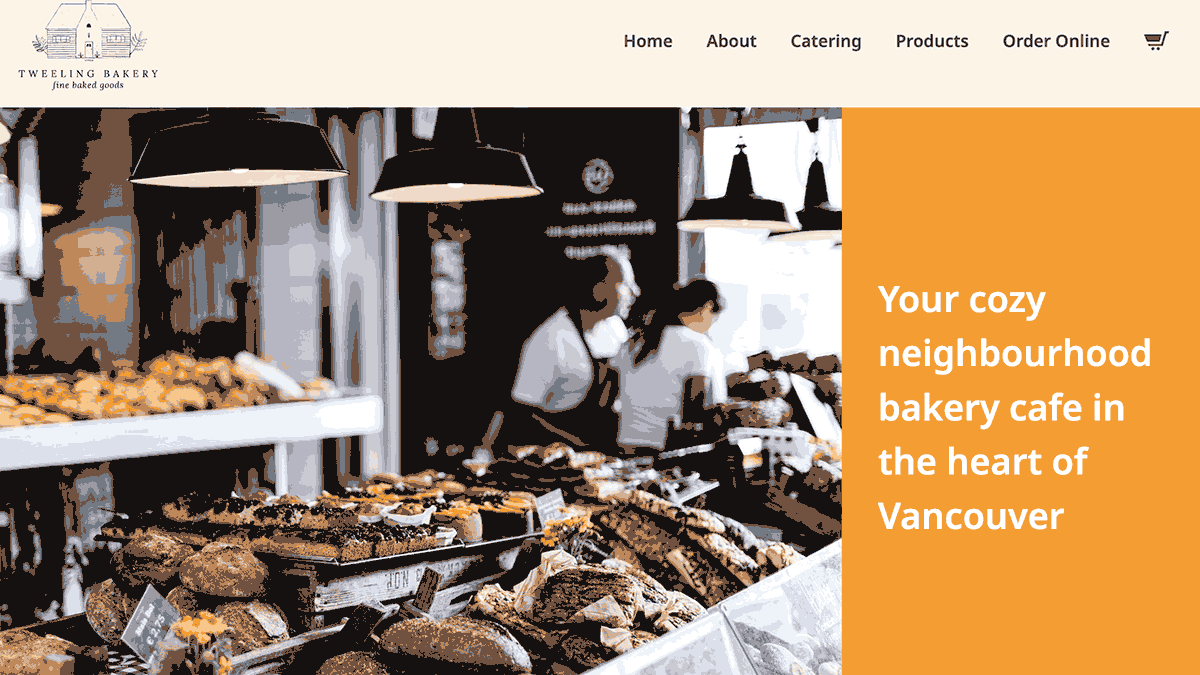 TWEELING BAKERY
fine baked goods
Home
About
Catering
Products
Order Online
Your cozy
neighbourhood
bakery cafe in
the heart of
Vancouver